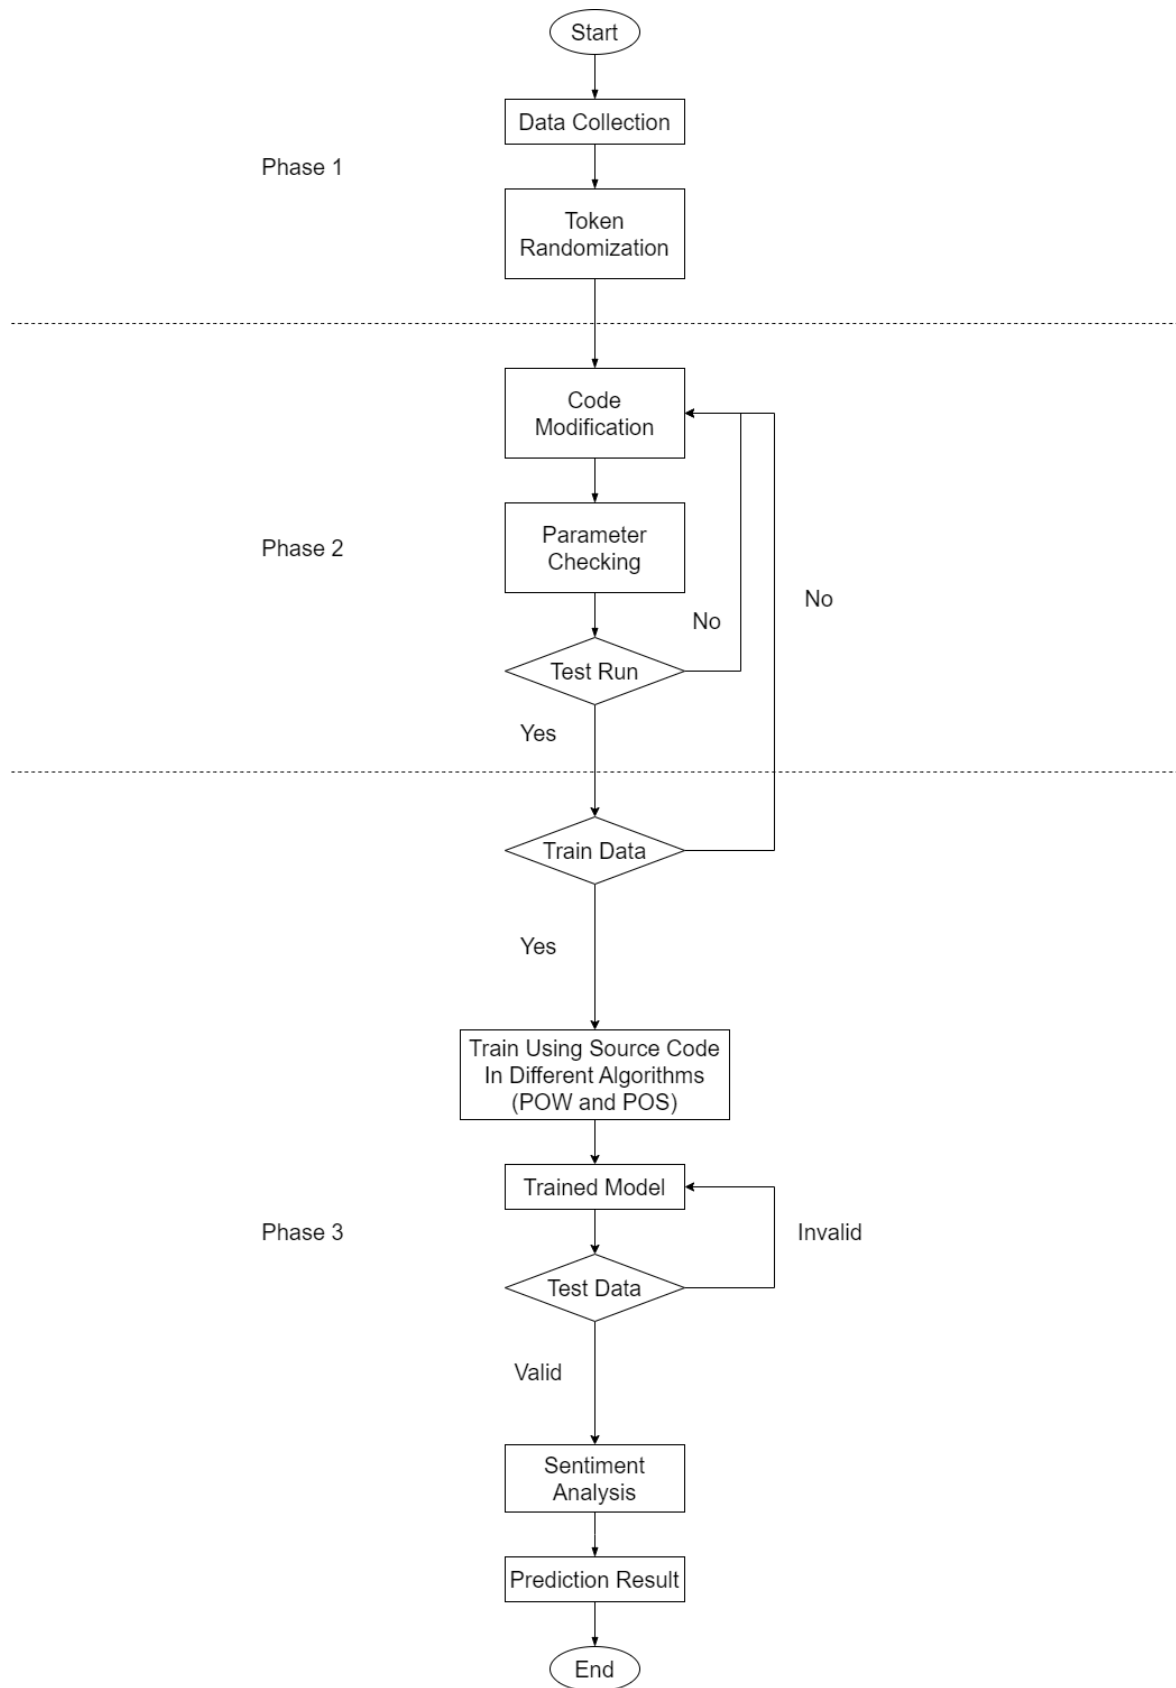 Start
Data Collection
Phase 1
Token
Randomization
Code
Modification
Parameter
Checking
Phase 2
No
No
Test Run
Yes
Train Data
Yes
Train Using Source Code
In Different Algorithms
(POW and POS)
Trained Model
Phase 3
Invalid
Test Data
Valid
Sentiment
Analysis
Prediction Result
End